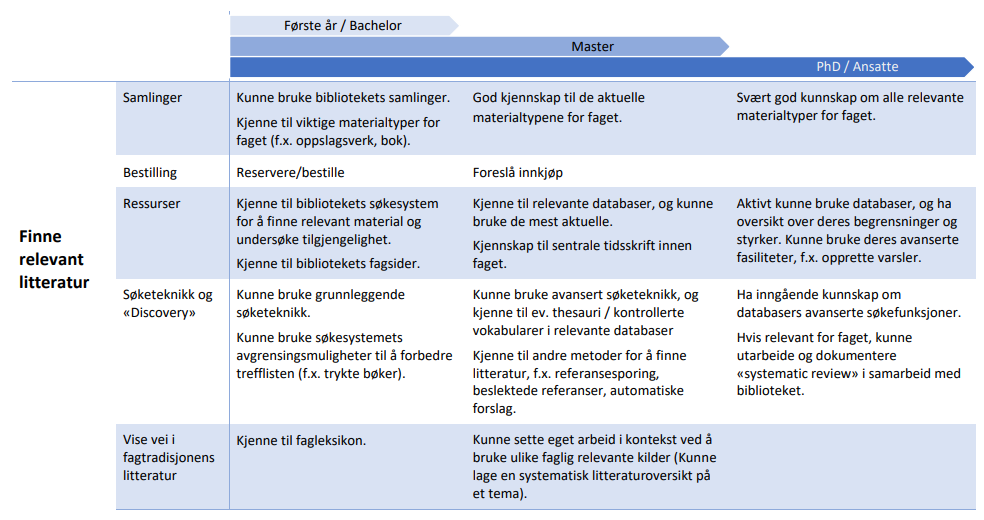 Første år / Bachelor
Master
PhD / Ansatte
Finne
relevant
litteratur
Samlinger
Kunne bruke bibliotekets samlinger.
Kjenne til viktige materialtyper for
faget (f.x. oppslagsverk, bok).
God kjennskap til de aktuelle
materialtypene for faget.
Svært god kunnskap om alle relevante
materialtyper for faget.
Bestilling
Reservere/bestille
Foreslå innkjøp
Ressurser
Kjenne til bibliotekets søkesystem
for å finne relevant material og
undersøke tilgjengelighet.
Kjenne til bibliotekets fagsider.
Kjenne til relevante databaser, og kunne
bruke de mest aktuelle.
Kjennskap til sentrale tidsskrift innen
faget.
Aktivt kunne bruke databaser, og ha
oversikt over deres begrensninger og
styrker. Kunne bruke deres avanserte
fasiliteter, f.x. opprette varsler.
Søketeknikk og
«Discovery»
Kunne bruke grunnleggende
søketeknikk.
Kunne bruke søkesystemets
avgrensingsmuligheter til å forbedre
trefflisten (f.x. trykte bøker).
Kunne bruke avansert søketeknikk, og
kjenne til ev. thesauri / kontrollerte
vokabularer i relevante databaser
Kjenne til andre metoder for å finne
litteratur, f.x. referansesporing,
beslektede referanser, automatiske
forslag.
Ha inngående kunnskap om
databasers avanserte søkefunksjoner.
Hvis relevant for faget, kunne
utarbeide og dokumentere
«systematic review» i samarbeid med
biblioteket.
Vise vei i
fagtradisjonens
litteratur
Kjenne til fagleksikon.
Kunne sette eget arbeid i kontekst ved å
bruke ulike faglig relevante kilder (Kunne
lage en systematisk litteraturoversikt på
et tema).